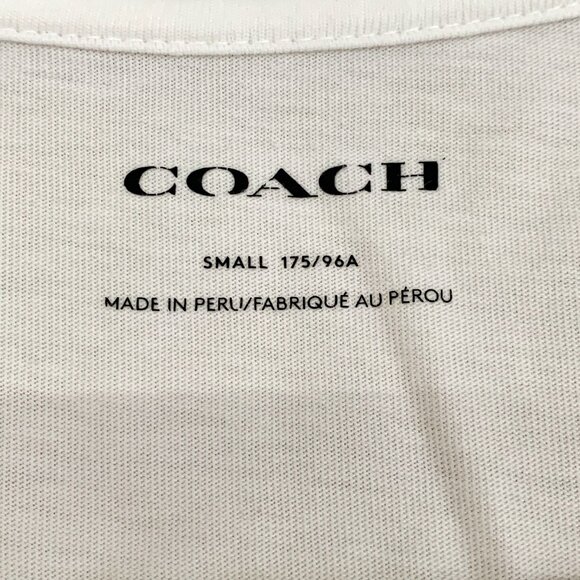 COACH
SMALL 175/96A
MADE IN PERU/FABRIQUÉ AU PÉROU